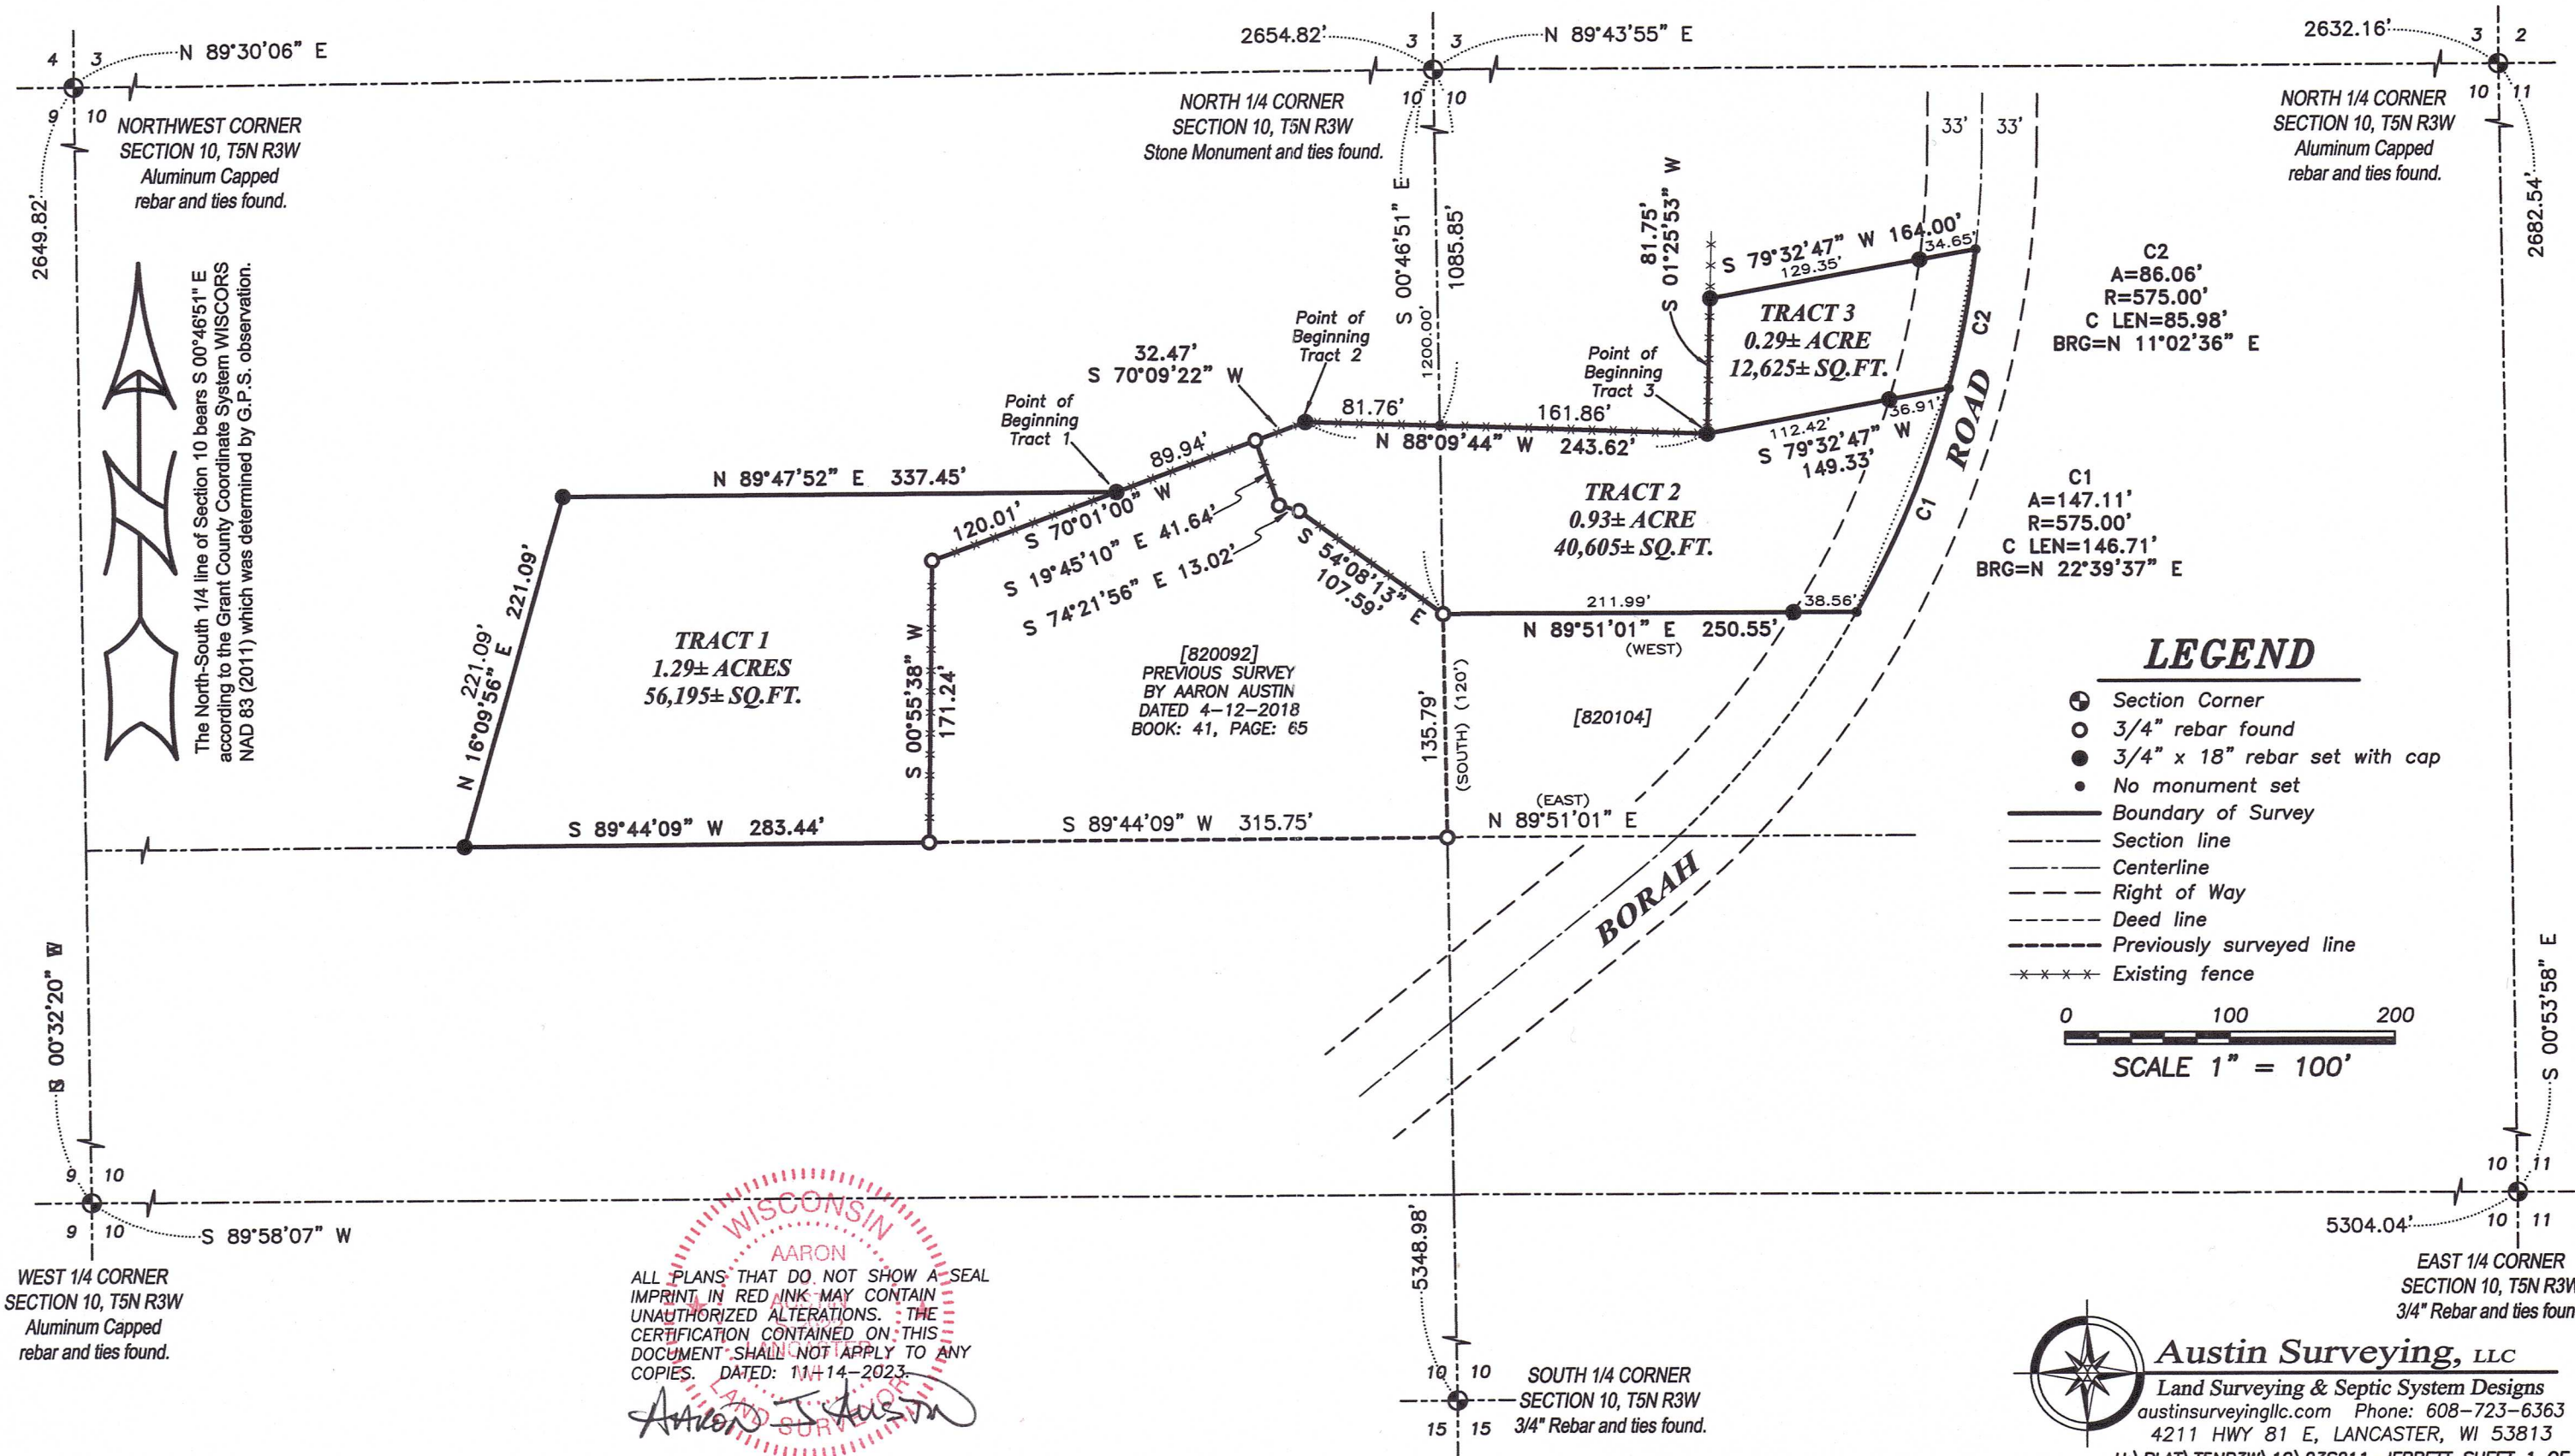 4 3
N 89°30'06" E
2654.82'
3 3
N 89°43'55" E
2632.16'
3 2
9 10
NORTHWEST CORNER
SECTION 10, T5N R3W
Aluminum Capped
rebar and ties found.
2649.82'
10 10
NORTH 1/4 CORNER
SECTION 10, T5N R3W
Stone Monument and ties found.
33' 33'
10 11
NORTH 1/4 CORNER
SECTION 10, T5N R3W
Aluminum Capped
rebar and ties found.
2682.54'
The North-South 1/4 line of Section 10 bears S 00°46'51" E
according to the Grant County Coordinate System WISCORS
NAD 83 (2011) which was determined by G.P.S. observation.
N
S 00°46'51" E
1085.85'
1200.00'
81.75'
S 01°25'53" W
S 79°32'47" W 164.00'
34.65'
129.35'
TRACT 3
0.29± ACRE
12,625± SQ.FT.
C2
C2
A=86.06'
R=575.00'
C LEN=85.98'
BRG=N 11°02'36" E
Point of
Beginning
Tract 2
32.47'
S 70°09'22" W
Point of
Beginning
Tract 3
Point of
Beginning
Tract 1
81.76'
161.86'
N 88°09'44" W 243.62'
36.91'
112.42'
S 79°32'47" W
149.33'
89.94'
N 89°47'52" E 337.45'
120.01'
S 70°01'00" W
S 19°45'10" E 41.64'
S 74°21'56" E 13.02'
S 54°08'13" E
107.59'
TRACT 2
0.93± ACRE
40,605± SQ.FT.
C1
C1
A=147.11'
R=575.00'
C LEN=146.71'
BRG=N 22°39'37" E
ROAD
211.99'
38.56'
N 89°51'01" E 250.55'
(WEST)
221.09'
221.09'
N 16°09'56" E
TRACT 1
1.29± ACRES
56,195± SQ.FT.
S 00°55'38" W
171.24'
[820092]
PREVIOUS SURVEY
BY AARON AUSTIN
DATED 4-12-2018
BOOK: 41, PAGE: 65
135.79'
(SOUTH) (120')
[820104]
S 89°44'09" W 283.44'
S 89°44'09" W 315.75'
(EAST)
N 89°51'01" E
BORAH
LEGEND
Section Corner
3/4" rebar found
3/4" x 18" rebar set with cap
No monument set
Boundary of Survey
Section line
Centerline
Right of Way
Deed line
Previously surveyed line
Existing fence
0 100 200
SCALE 1" = 100'
00°32'20" W
S 00°53'58" E
9 10
9 10
S 89°58'07" W
WEST 1/4 CORNER
SECTION 10, T5N R3W
Aluminum Capped
rebar and ties found.
10 11
5304.04'
10 11
EAST 1/4 CORNER
SECTION 10, T5N R3W
3/4" Rebar and ties foun
5348.98'
10 10
15 15
SOUTH 1/4 CORNER
SECTION 10, T5N R3W
3/4" Rebar and ties found.
WISCONSIN
AARON
J.
AUSTIN
LANCASTER
WI
LAND SURVEYOR
ALL PLANS THAT DO NOT SHOW A SEAL
IMPRINT IN RED INK MAY CONTAIN
UNAUTHORIZED ALTERATIONS. THE
CERTIFICATION CONTAINED ON THIS
DOCUMENT SHALL NOT APPLY TO ANY
COPIES. DATED: 11-14-2023
Aaron J Austin
Austin Surveying, LLC
Land Surveying & Septic System Designs
austinsurveyingllc.com Phone: 608-723-6363
4211 HWY 81 E, LANCASTER, WI 53813